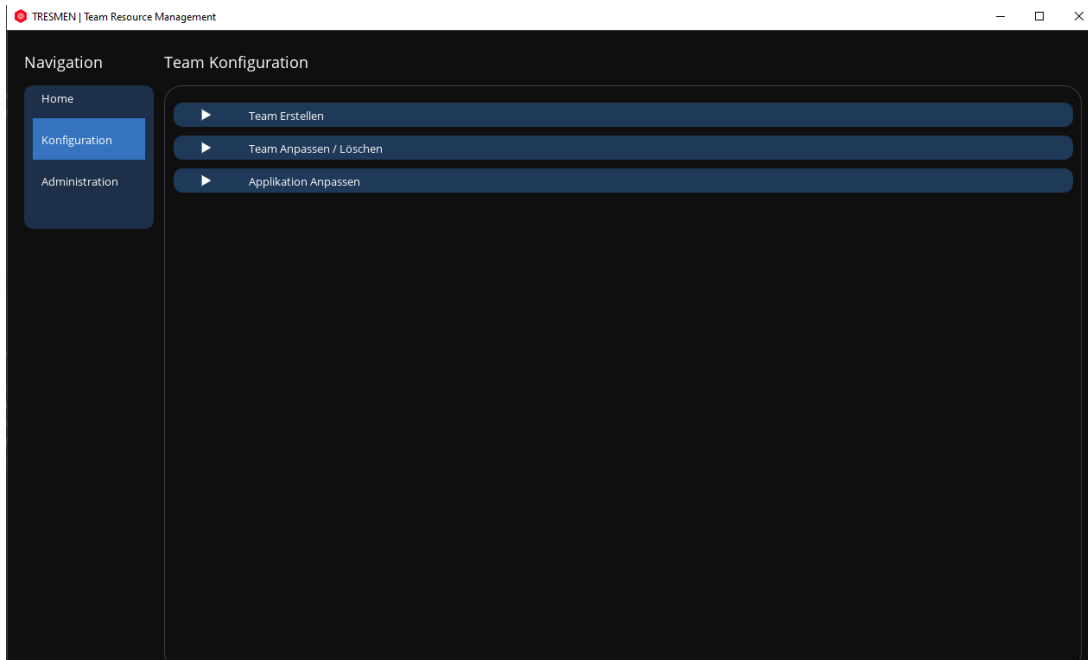 TRESMEN | Team Resource Management
Navigation
Team Konfiguration
Home
Konfiguration
Administration
Team Erstellen
Team Anpassen / Löschen
Applikation Anpassen